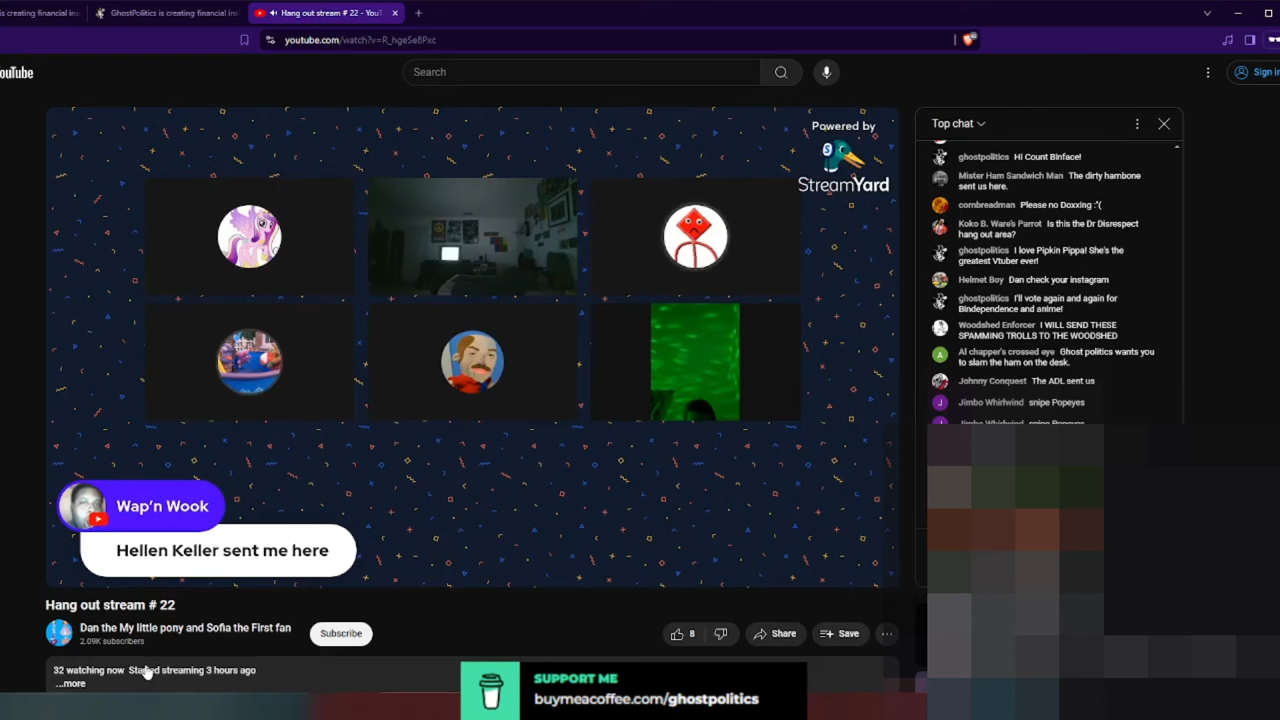 is creating financial ins
GhostPolitics is creating financial ins
Hang out stream # 22 - YouT
youtube.com/watch?v=R_hgeSe8Pxc
YouTube
Search
Sign in
Powered by
StreamYard
Top chat
ghostpolitics Hi Count Binface!
Mister Ham Sandwich Man The dirty hambone
sent us here.
cornbreadman Please no Doxxing :'(
Koko B. Ware's Parrot Is this the Dr Disrespect
hang out area?
ghostpolitics I love Pipkin Pippa! She's the
greatest Vtuber ever!
Helmet Boy Dan check your instagram
ghostpolitics I'll vote again and again for
Bindependence and anime!
Woodshed Enforcer I WILL SEND THESE
SPAMMING TROLLS TO THE WOODSHED
A
Al chapper's crossed eye Ghost politics wants you
to slam the ham on the desk.
Johnny Conquest The ADL sent us
J
Jimbo Whirlwind snipe Popeyes
Jimbo Whirlwind snipe Popeyes
Wap'n Wook
Hellen Keller sent me here
Hang out stream # 22
Dan the My little pony and Sofia the First fan
2.09K subscribers
Subscribe
8
Share
Save
32 watching now Started streaming 3 hours ago
...more
SUPPORT ME
buymeacoffee.com/ghostpolitics